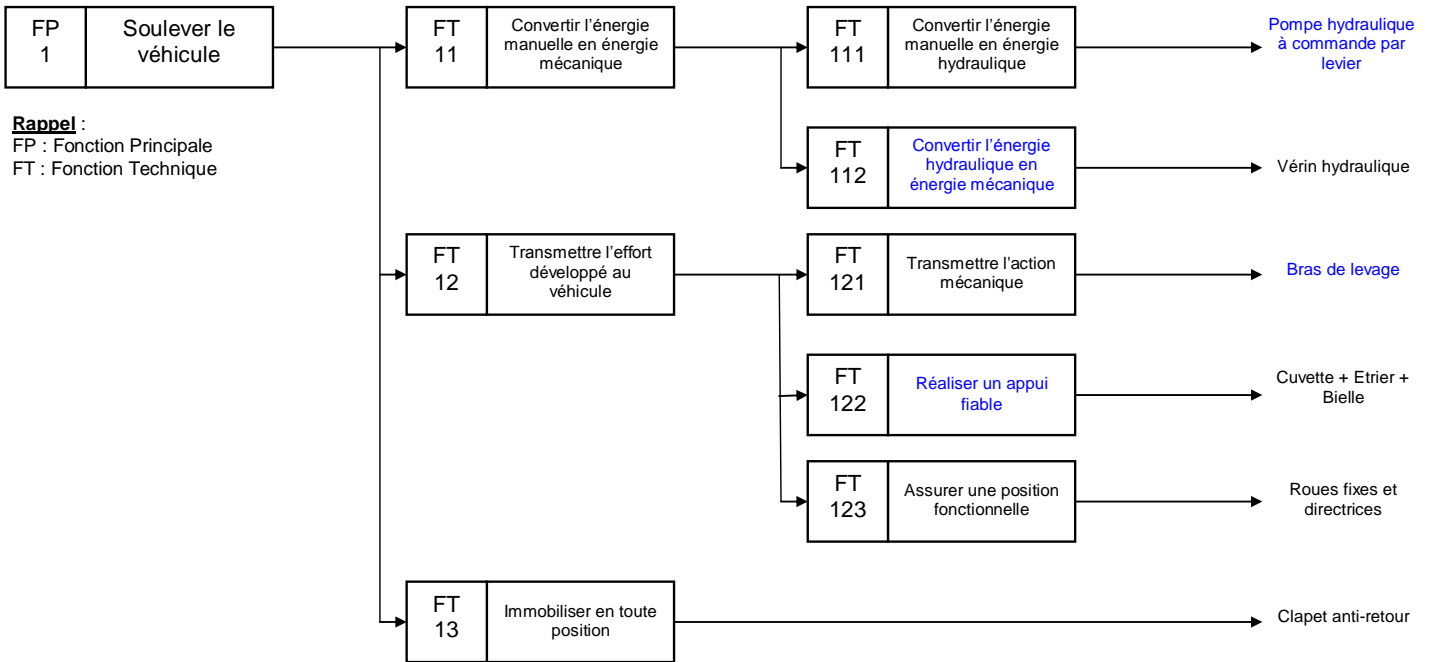 FP
1
Soulever le
véhicule
FT
11
Convertir l'énergie
manuelle en énergie
mécanique
FT
111
Convertir l'énergie
manuelle en énergie
hydraulique
Pompe hydraulique
à commande par
levier
Rappel :
FP : Fonction Principale
FT : Fonction Technique
FT
112
Convertir l'énergie
hydraulique en
énergie mécanique
Vérin hydraulique
FT
12
Transmettre l'effort
développé au
véhicule
FT
121
Transmettre l'action
mécanique
Bras de levage
FT
122
Réaliser un appui
fiable
Cuvette + Etrier +
Bielle
FT
123
Assurer une position
fonctionnelle
Roues fixes et
directrices
FT
13
Immobiliser en toute
position
Clapet anti-retour